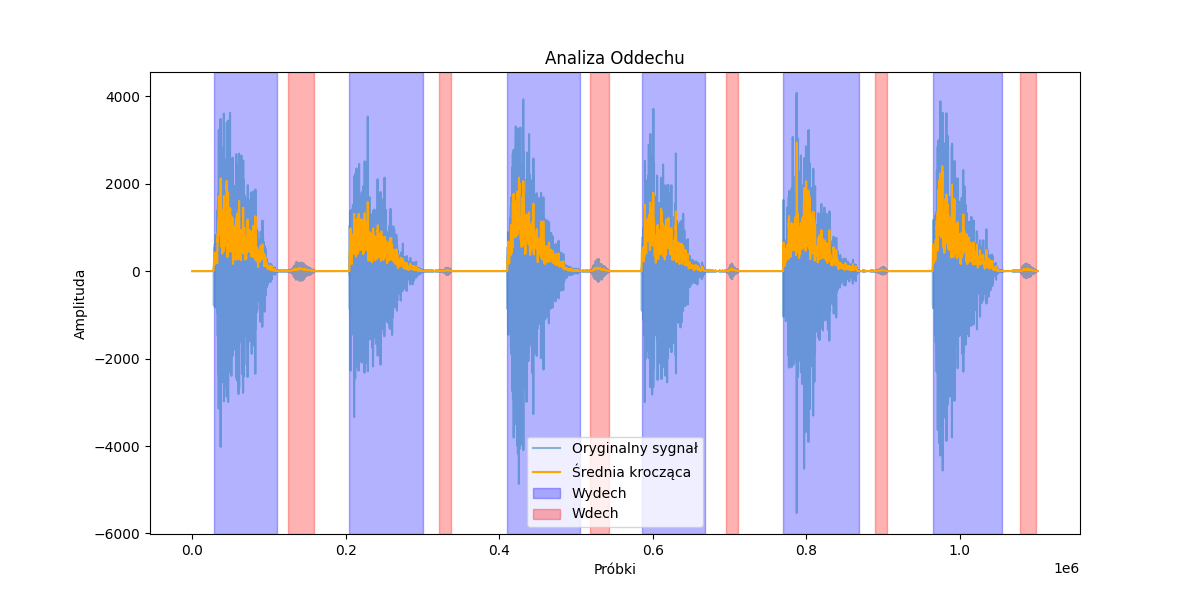 Analiza Oddechu
Amplituda
4000
2000
0
−2000
−4000
−6000
Oryginalny sygnał
Średnia krocząca
Wydech
Wdech
0.0 0.2 0.4 0.6 0.8 1.0
1e6
Próbki